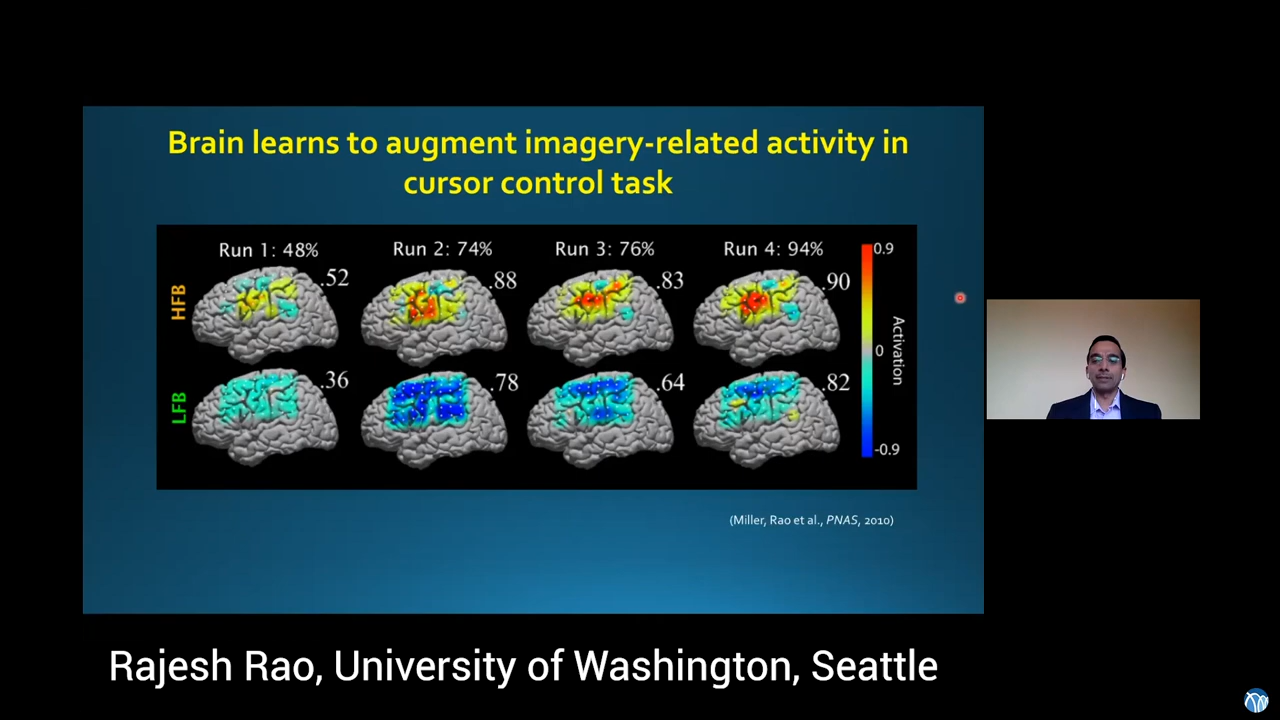 Brain learns to augment imagery-related activity in
cursor control task
Run 1: 48%
Run 2: 74%
Run 3: 76%
Run 4: 94%
0.9
HFB
.52
.88
.83
.90
Activation
0
LFB
.36
.78
.64
.82
-0.9
(Miller, Rao et al., PNAS, 2010)
Rajesh Rao, University of Washington, Seattle